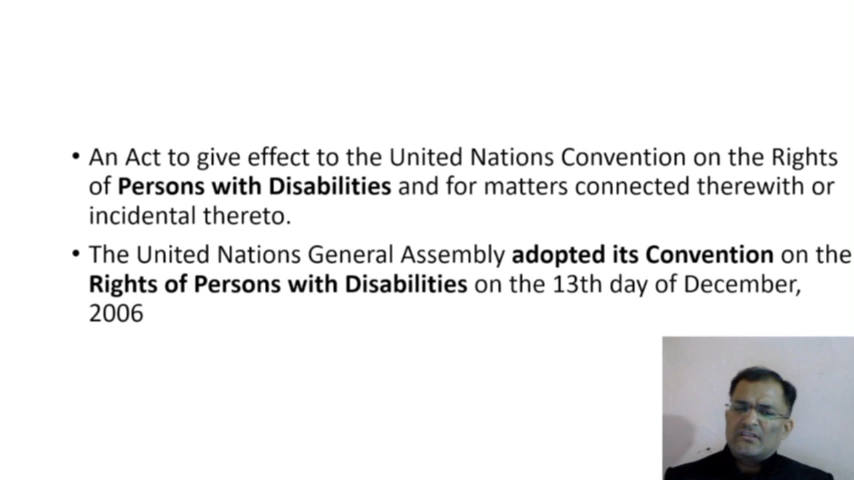 • An Act to give effect to the United Nations Convention on the Rights
of Persons with Disabilities and for matters connected therewith or
incidental thereto.
• The United Nations General Assembly adopted its Convention on the
Rights of Persons with Disabilities on the 13th day of December,
2006